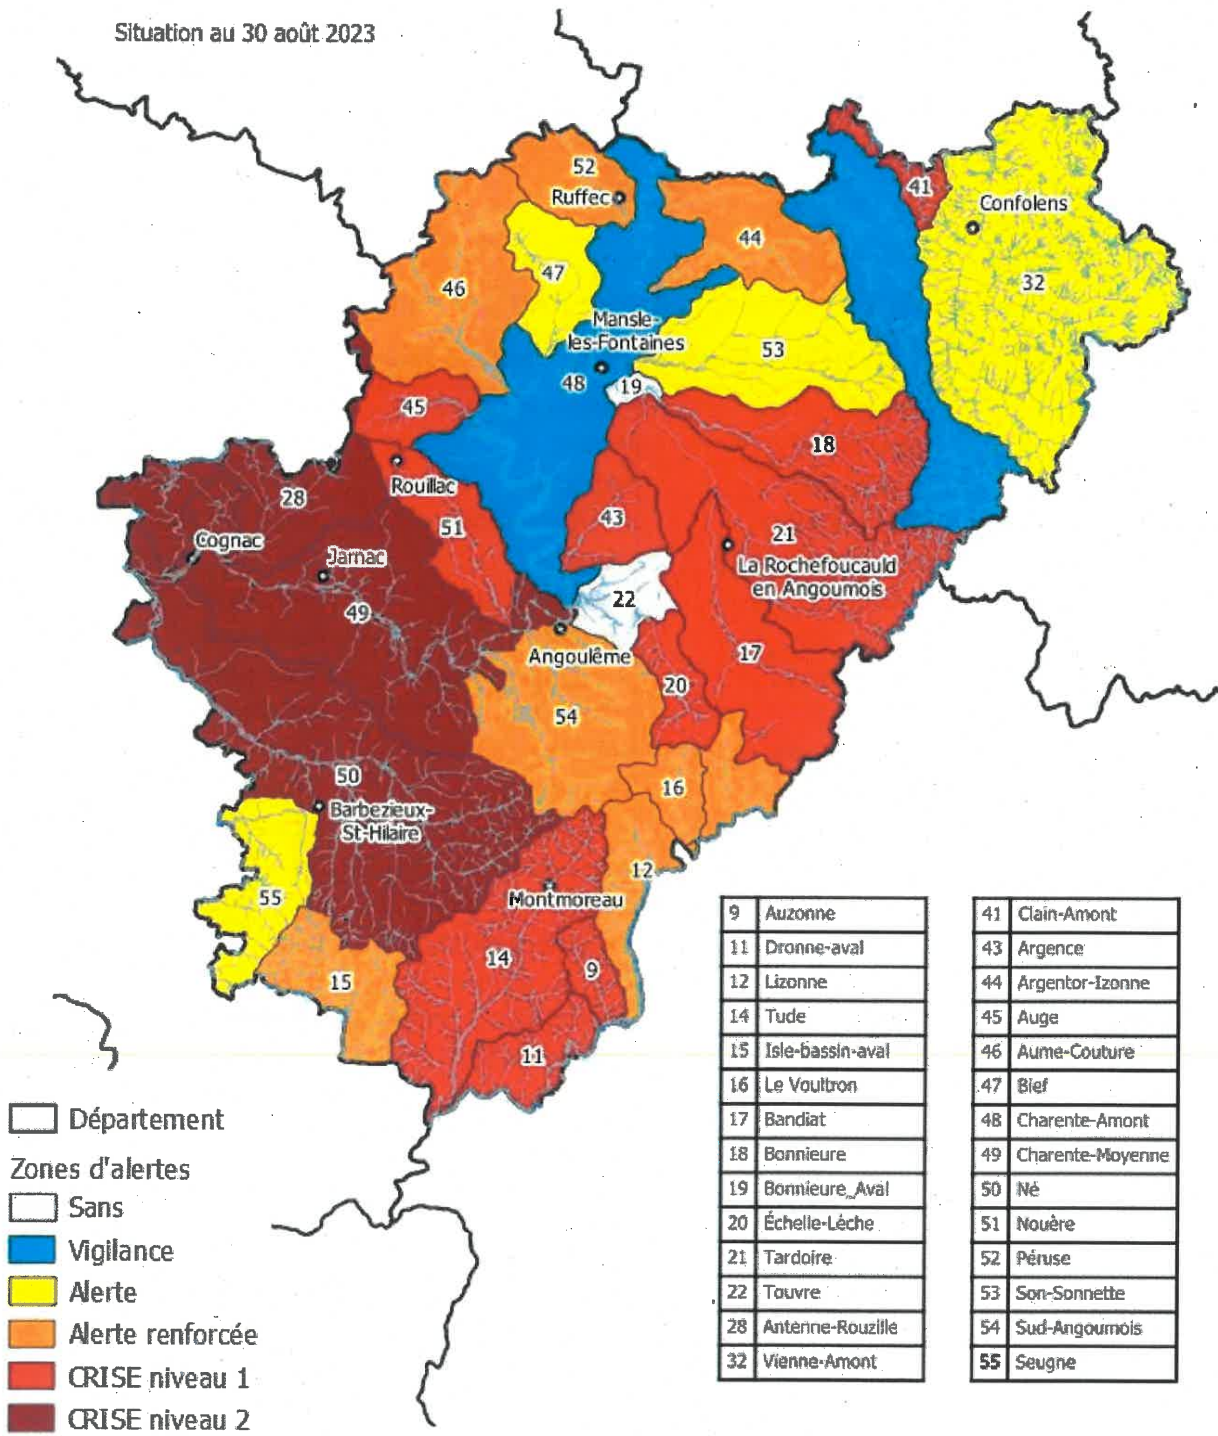 Situation au 30 août 2023
52
Ruffec
41
Confolens
44
47
46
32
Mansle-
les-Fontaines
53
48
19
45
18
Rouillac
28
43
51
21
Cognac
Jarnac
La Rochefoucauld
en Angoumois
22
49
Angoulême
17
20
54
50
16
Barbezieux-
St-Hilaire
12
55
Montmoreau
14
9
15
11
9 Auzonne
11 Dronne-aval
12 Lizonne
14 Tude
15 Isle-bassin-aval
16 Le Voultron
17 Bandiat
18 Bonnieure
19 Bonnieure_Aval
20 Échelle-Lèche
21 Tardoire
22 Touvre
28 Antenne-Rouzille
32 Vienne-Amont
41 Clain-Amont
43 Argence
44 Argentor-Izonne
45 Auge
46 Aume-Couture
47 Bief
48 Charente-Amont
49 Charente-Moyenne
50 Né
51 Nouère
52 Péruse
53 Son-Sonnette
54 Sud-Angoumois
55 Seugne
Département
Zones d'alertes
Sans
Vigilance
Alerte
Alerte renforcée
CRISE niveau 1
CRISE niveau 2